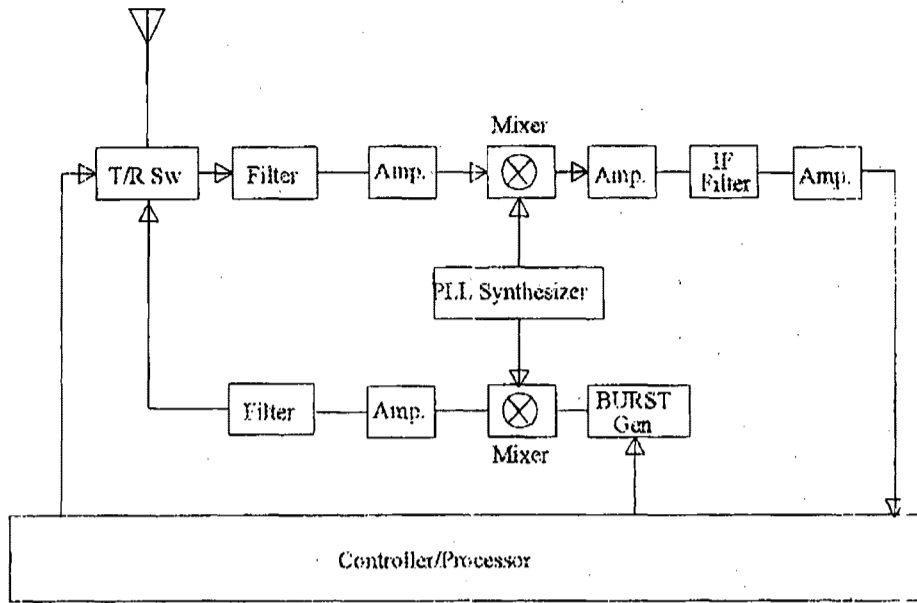 Mixer
T/R Sw
Filter
Amp.
Amp.
IF
Filter
Amp.
PLL Synthesizer
Filter
Amp.
BURST
Gen
Mixer
Controller/Processor